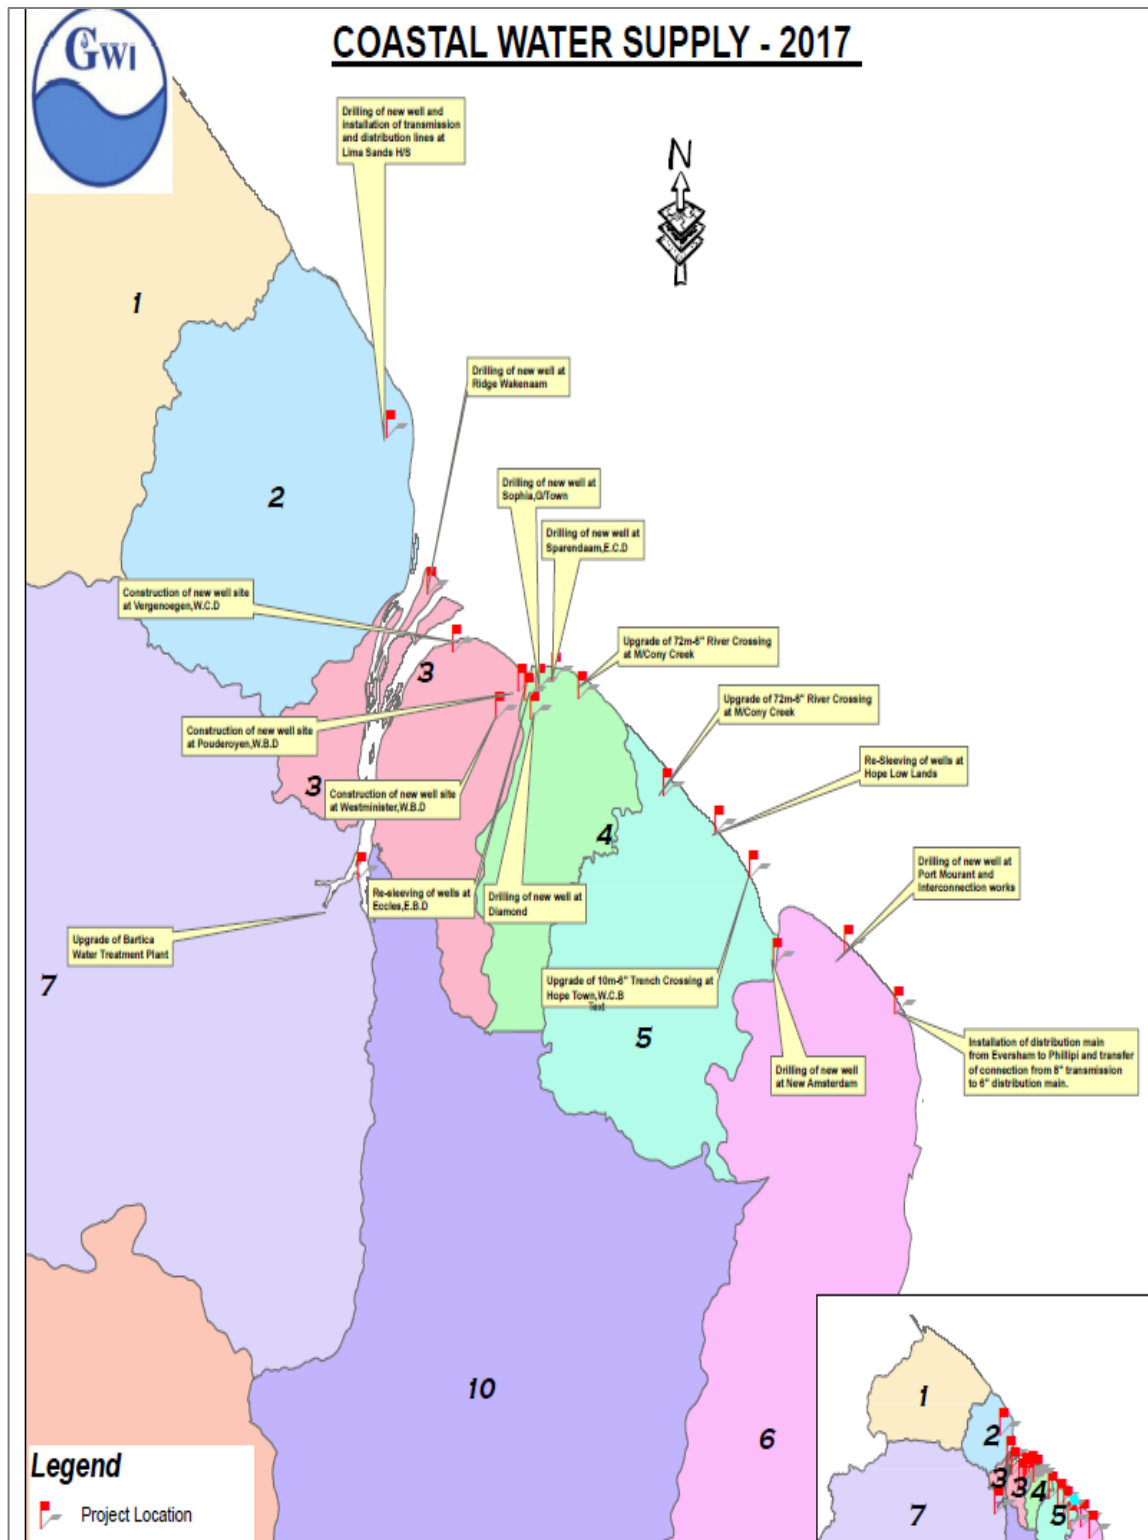 GWI
COASTAL WATER SUPPLY - 2017
Drilling of new well and
installation of transmission
and distribution lines at
Lima Sands H/S
N
1
Drilling of new well at
Ridge Wakenaam
2
Drilling of new well at
Sophia,G/Town
Drilling of new well at
Sparendaam,E.C.D
Construction of new well site
at Vergenoegen,W.C.D
Upgrade of 72m-6" River Crossing
at M/Cony Creek
3
Upgrade of 72m-6" River Crossing
at M/Cony Creek
Construction of new well site
at Pouderoyen,W.B.D
Re-Sleeving of wells at
Hope Low Lands
3
Construction of new well site
at Westminister,W.B.D
4
Drilling of new well at
Port Mourant and
Interconnection works
Re-sleeving of wells at
Eccles,E.B.D
Drilling of new well at
Diamond
Upgrade of Bartica
Water Treatment Plant
7
Upgrade of 10m-6" Trench Crossing at
Hope Town,W.C.B
Text
5
Installation of distribution main
from Eversham to Phillipi and transfer
of connection from 8" transmission
to 6" distribution main.
Drilling of new well
at New Amsterdam
10
6
Legend
Project Location
1
2
3
3
4
5
7